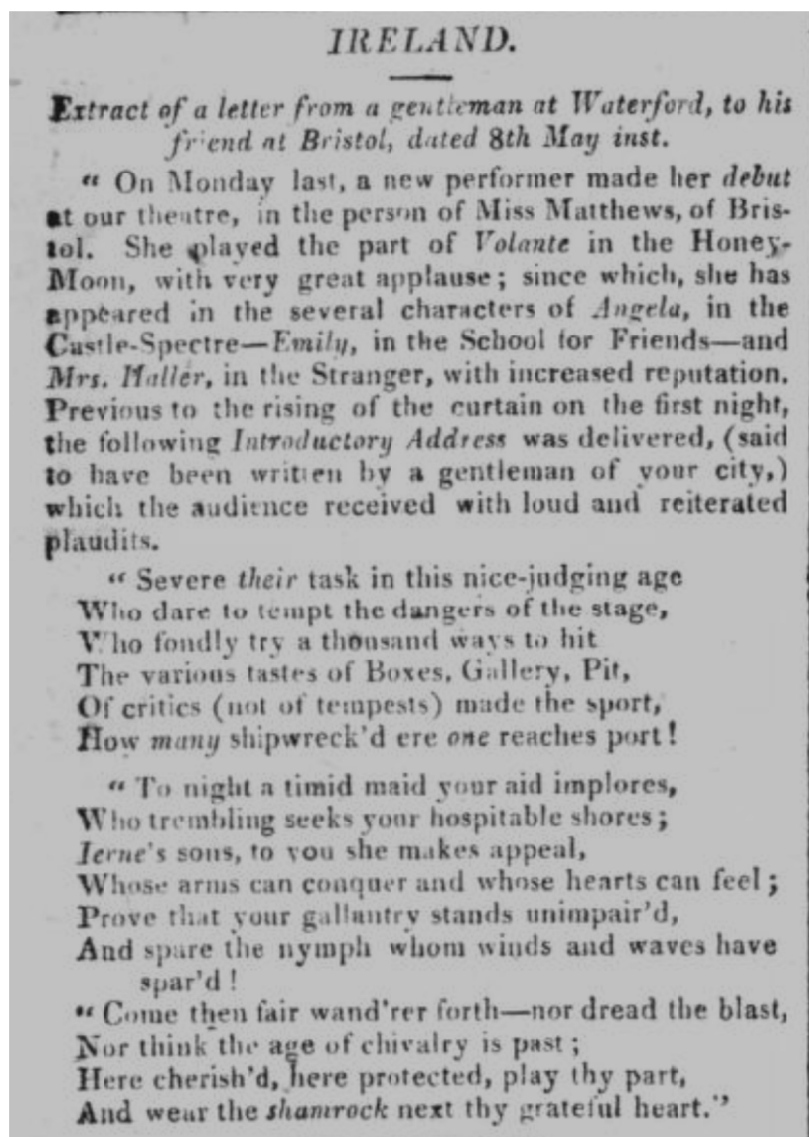 IRELAND.
Extract of a letter from a gentleman at Waterford, to his
friend at Bristol, dated 8th May inst.
“ On Monday last, a new performer made her debut
at our theatre, in the person of Miss Matthews, of Bris-
tol. She played the part of Volante in the Honey-
Moon, with very great applause; since which, she has
appeared in the several characters of Angela, in the
Castle-Spectre—Emily, in the School for Friends—and
Mrs. Haller, in the Stranger, with increased reputation.
Previous to the rising of the curtain on the first night,
the following Introductory Address was delivered, (said
to have been written by a gentleman of your city,)
which the audience received with loud and reiterated
plaudits.
“ Severe their task in this nice-judging age
Who dare to tempt the dangers of the stage,
Who fondly try a thousand ways to hit
The various tastes of Boxes, Gallery, Pit,
Of critics (not of tempests) made the sport,
How many shipwreck'd ere one reaches port!
“ To night a timid maid your aid implores,
Who trembling seeks your hospitable shores;
Ierne's sons, to you she makes appeal,
Whose arms can conquer and whose hearts can feel;
Prove that your gallantry stands unimpair'd,
And spare the nymph whom winds and waves have
spar'd!
“ Come then fair wand'rer forth—nor dread the blast,
Nor think the age of chivalry is past;
Here cherish'd, here protected, play thy part,
And wear the shamrock next thy grateful heart.”